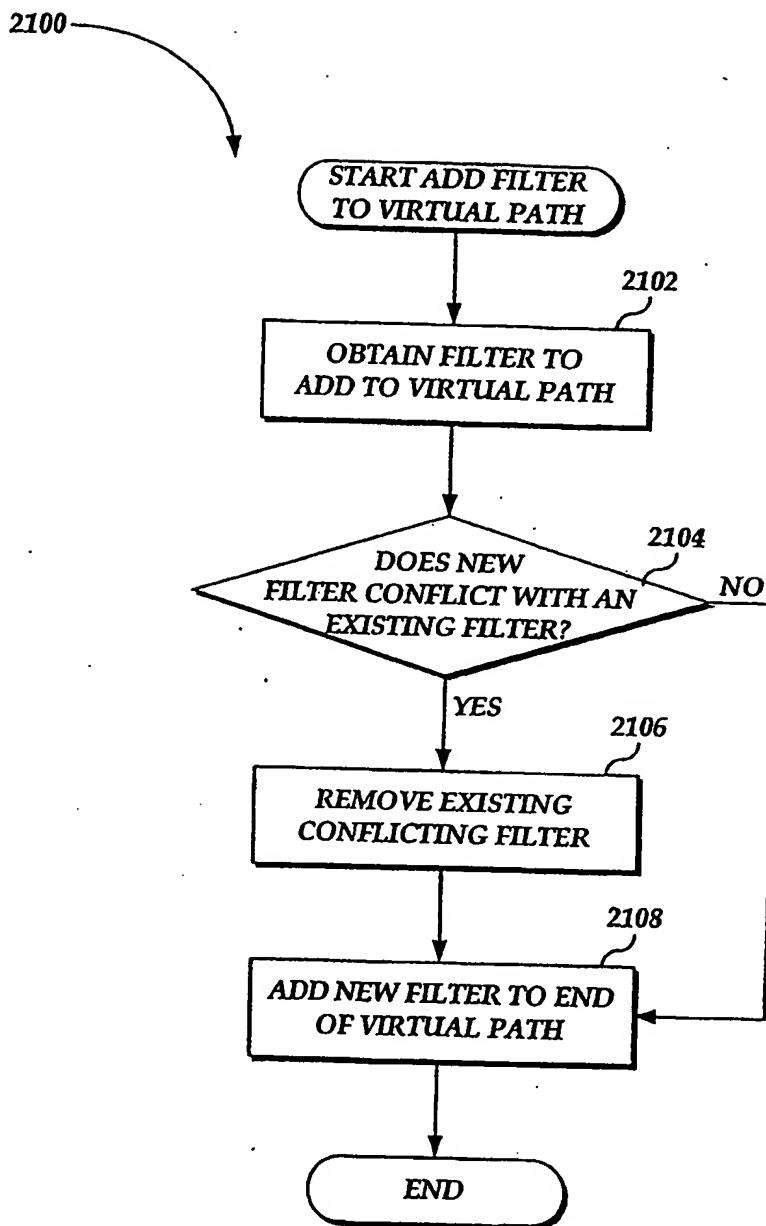 2100
START ADD FILTER
TO VIRTUAL PATH
2102
OBTAIN FILTER TO
ADD TO VIRTUAL PATH
2104
DOES NEW
FILTER CONFLICT WITH AN
EXISTING FILTER?
NO
YES
2106
REMOVE EXISTING
CONFLICTING FILTER
2108
ADD NEW FILTER TO END
OF VIRTUAL PATH
END